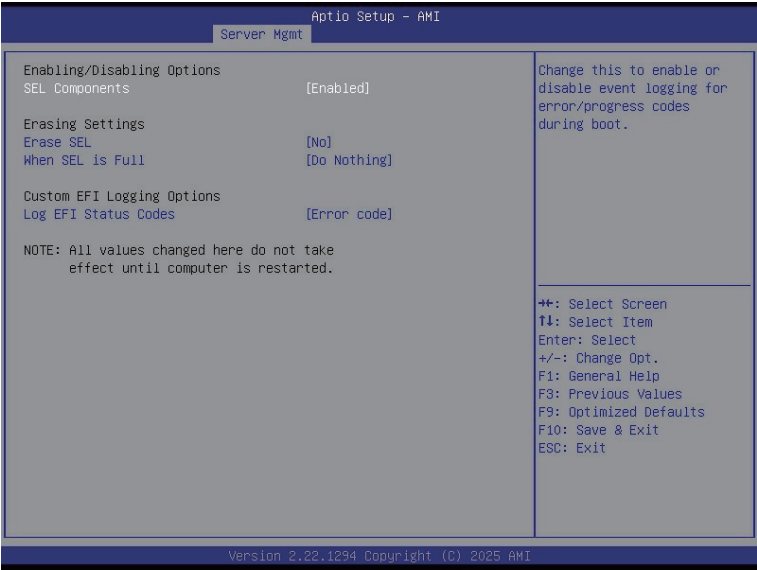 Aptio Setup – AMI
Server Mgmt
Enabling/Disabling Options
SEL Components [Enabled]
Erasing Settings
Erase SEL [No]
When SEL is Full [Do Nothing]
Custom EFI Logging Options
Log EFI Status Codes [Error code]
NOTE: All values changed here do not take
effect until computer is restarted.
Change this to enable or
disable event logging for
error/progress codes
during boot.
→←: Select Screen
↑↓: Select Item
Enter: Select
+/-: Change Opt.
F1: General Help
F3: Previous Values
F9: Optimized Defaults
F10: Save & Exit
ESC: Exit
Version 2.22.1294 Copyright (C) 2025 AMI